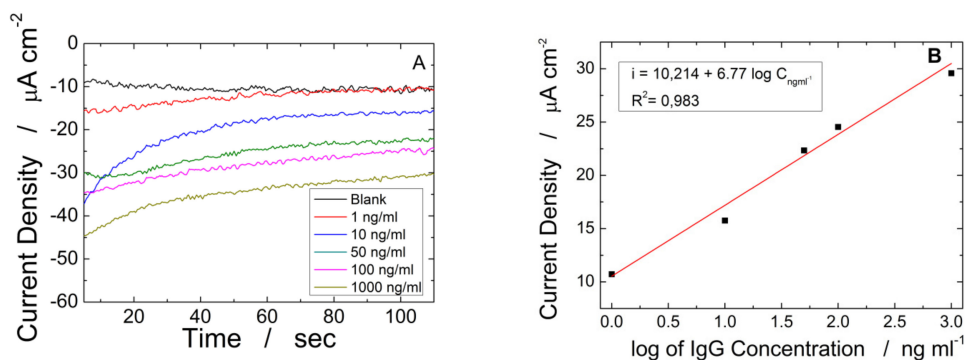 A
Current Density / μA cm-2
0
-10
-20
-30
-40
-50
-60
Blank
1 ng/ml
10 ng/ml
50 ng/ml
100 ng/ml
1000 ng/ml
20
40
60
80
100
Time / sec
B
Current Density / μA cm-2
30
25
20
15
10
i = 10,214 + 6.77 log Cngml-1
R2= 0,983
0.0
0.5
1.0
1.5
2.0
2.5
3.0
log of IgG Concentration / ng ml-1